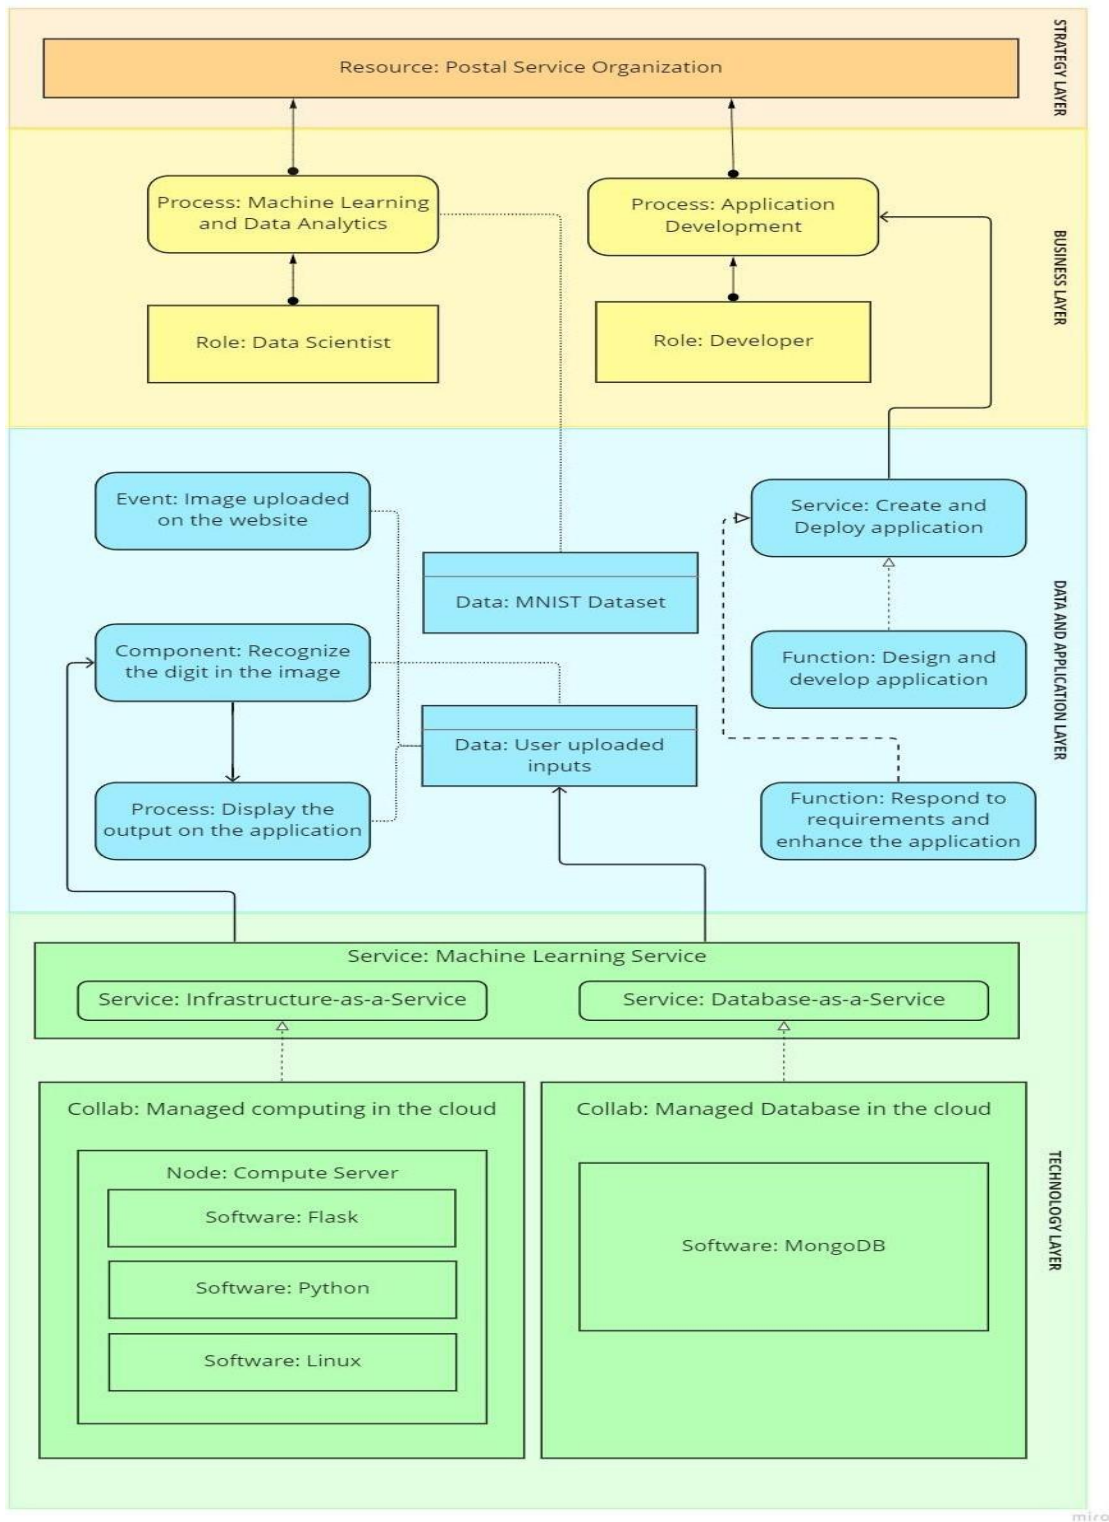 STRATEGY LAYER
Resource: Postal Service Organization
BUSINESS LAYER
Process: Machine Learning
and Data Analytics
Process: Application
Development
Role: Data Scientist
Role: Developer
DATA AND APPLICATION LAYER
Event: Image uploaded
on the website
Service: Create and
Deploy application
Data: MNIST Dataset
Component: Recognize
the digit in the image
Function: Design and
develop application
Data: User uploaded
inputs
Process: Display the
output on the application
Function: Respond to
requirements and
enhance the application
TECHNOLOGY LAYER
Service: Machine Learning Service
Service: Infrastructure-as-a-Service
Service: Database-as-a-Service
Collab: Managed computing in the cloud
Collab: Managed Database in the cloud
Node: Compute Server
Software: Flask
Software: Python
Software: Linux
Software: MongoDB
miro